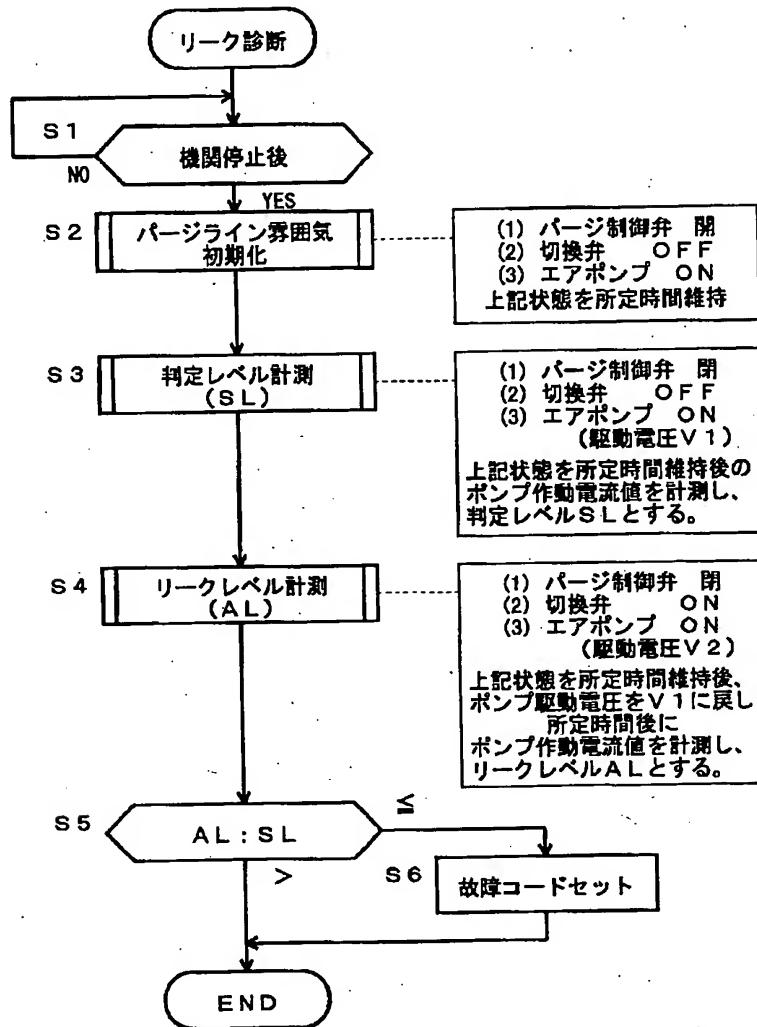 リーク診断
S1
機関停止後
NO
YES
S2
パージライン雰囲気
初期化
(1) パージ制御弁 開
(2) 切換弁 OFF
(3) エアポンプ ON
上記状態を所定時間維持
S3
判定レベル計測
(SL)
(1) パージ制御弁 閉
(2) 切換弁 OFF
(3) エアポンプ ON
(駆動電圧V1)
上記状態を所定時間維持後の
ポンプ作動電流値を計測し、
判定レベルSLとする。
S4
リークレベル計測
(AL)
(1) パージ制御弁 閉
(2) 切換弁 ON
(3) エアポンプ ON
(駆動電圧V2)
上記状態を所定時間維持後、
ポンプ駆動電圧をV1に戻し
所定時間後に
ポンプ作動電流値を計測し、
リークレベルALとする。
S5
AL:SL
≦
>
S6
故障コードセット
END